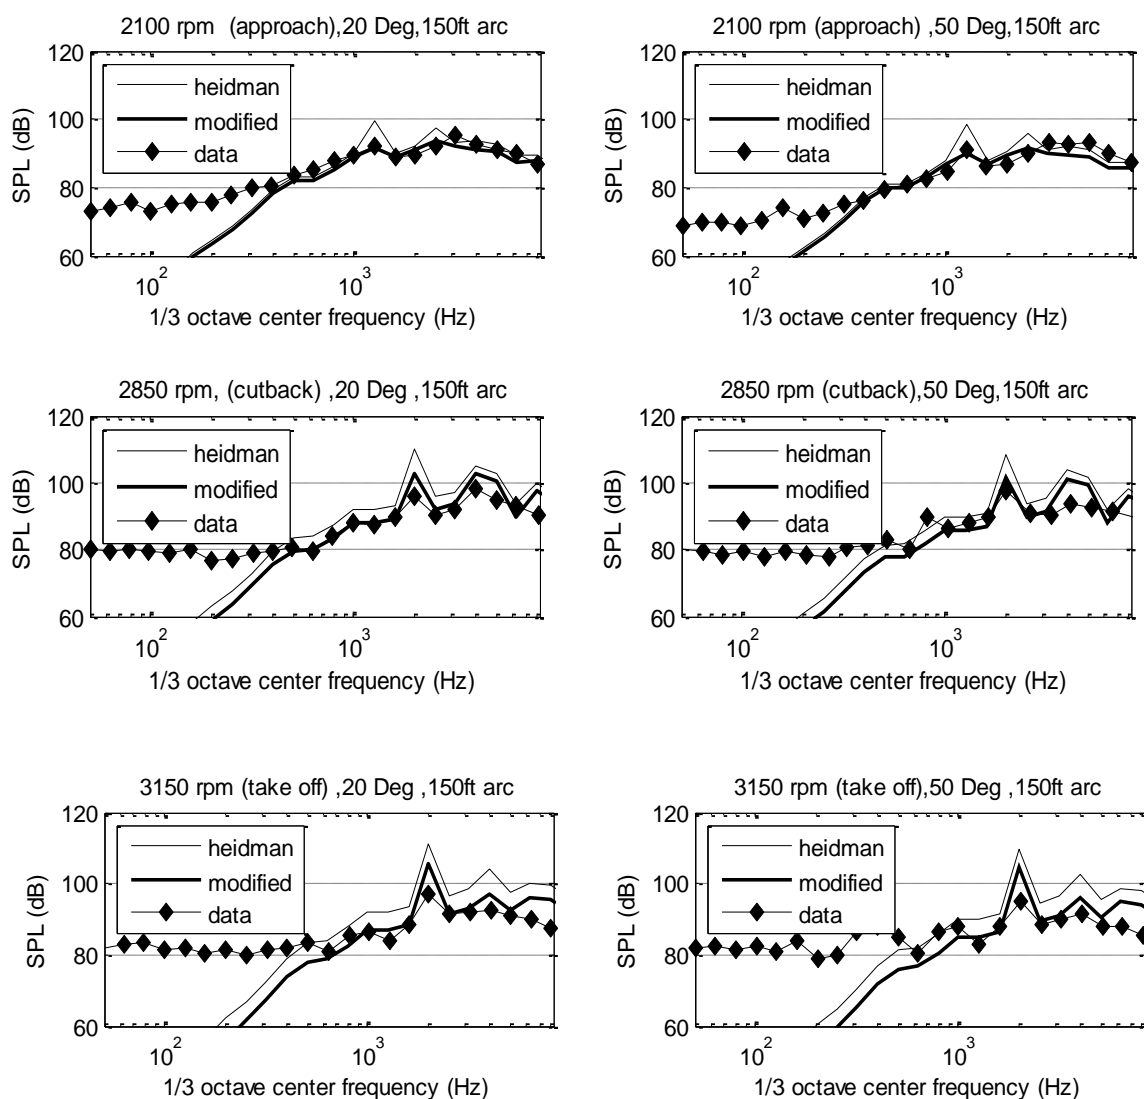 2100 rpm (approach),20 Deg,150ft arc
120
100
80
60
SPL (dB)
heidman
modified
data
10^2
10^3
1/3 octave center frequency (Hz)
2100 rpm (approach) ,50 Deg,150ft arc
120
100
80
60
SPL (dB)
heidman
modified
data
10^2
10^3
1/3 octave center frequency (Hz)
2850 rpm, (cutback) ,20 Deg ,150ft arc
120
100
80
60
SPL (dB)
heidman
modified
data
10^2
10^3
1/3 octave center frequency (Hz)
2850 rpm (cutback),50 Deg,150ft arc
120
100
80
60
SPL (dB)
heidman
modified
data
10^2
10^3
1/3 octave center frequency (Hz)
3150 rpm (take off) ,20 Deg ,150ft arc
120
100
80
60
SPL (dB)
heidman
modified
data
10^2
10^3
1/3 octave center frequency (Hz)
3150 rpm (take off),50 Deg ,150ft arc
120
100
80
60
SPL (dB)
heidman
modified
data
10^2
10^3
1/3 octave center frequency (Hz)